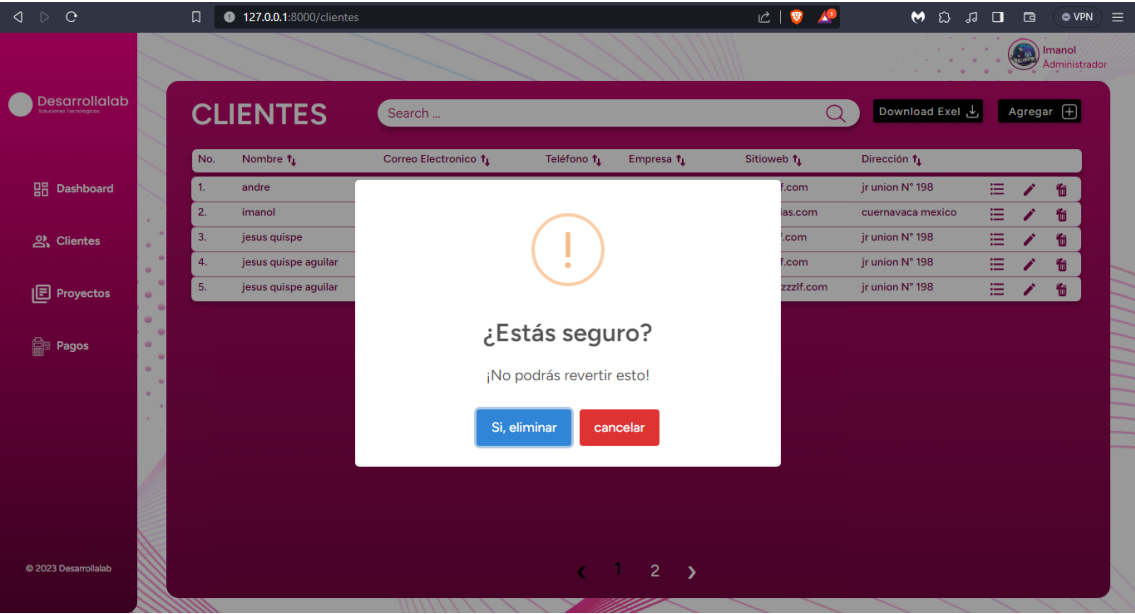 127.0.0.1:8000/clientes
VPN
Imanol
Administrador
Desarrollalab
Soluciones Tecnologicas
CLIENTES
Search ...
Download Exel
Agregar
No. Nombre Correo Electronico Teléfono Empresa Sitioweb Dirección
1. andre f.com jr union N° 198
2. imanol ias.com cuernavaca mexico
3. jesus quispe f.com jr union N° 198
4. jesus quispe aguilar f.com jr union N° 198
5. jesus quispe aguilar zzzlf.com jr union N° 198
Dashboard
Clientes
Proyectos
Pagos
!
¿Estás seguro?
¡No podrás revertir esto!
Si, eliminar
cancelar
1 2
© 2023 Desarrollalab